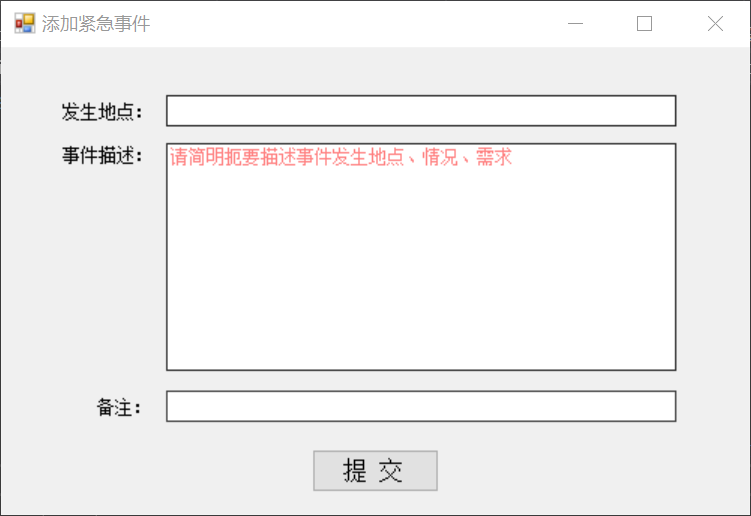 添加紧急事件
发生地点：
事件描述：
请简明扼要描述事件发生地点、情况、需求
备注：
提 交